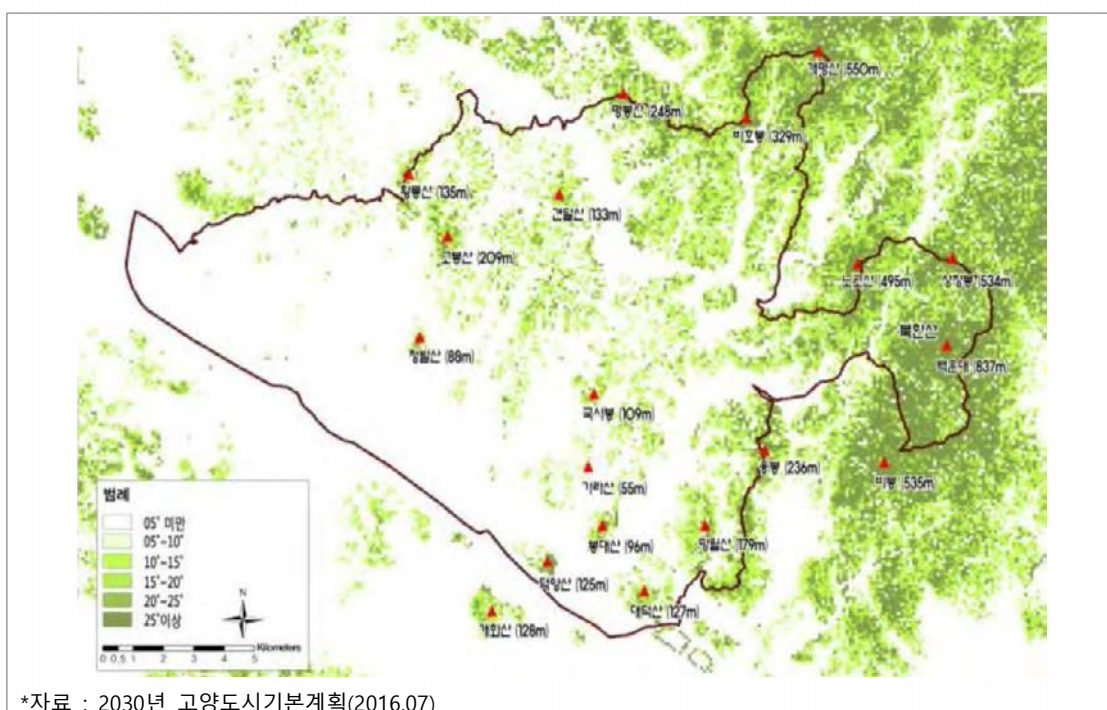 개명산 (550m)
명봉산 (248m)
비호봉 (329m)
황룡산 (135m)
견달산 (133m)
고봉산 (209m)
노고산 (495m)
상장봉 (534m)
북한산
백운대 (837m)
정발산 (88m)
국사봉 (109m)
봉 (236m)
비봉 (535m)
가라산 (55m)
봉대산 (96m)
망월산 (179m)
덕양산 (125m)
대덕산 (127m)
개화산 (128m)
범례
05° 미만
05°-10°
10°-15°
15°-20°
20°-25°
25°이상
N
Kilometers
0 0.5 1 2 3 4 5
*자료 : 2030년 고양도시기본계획(2016.07)